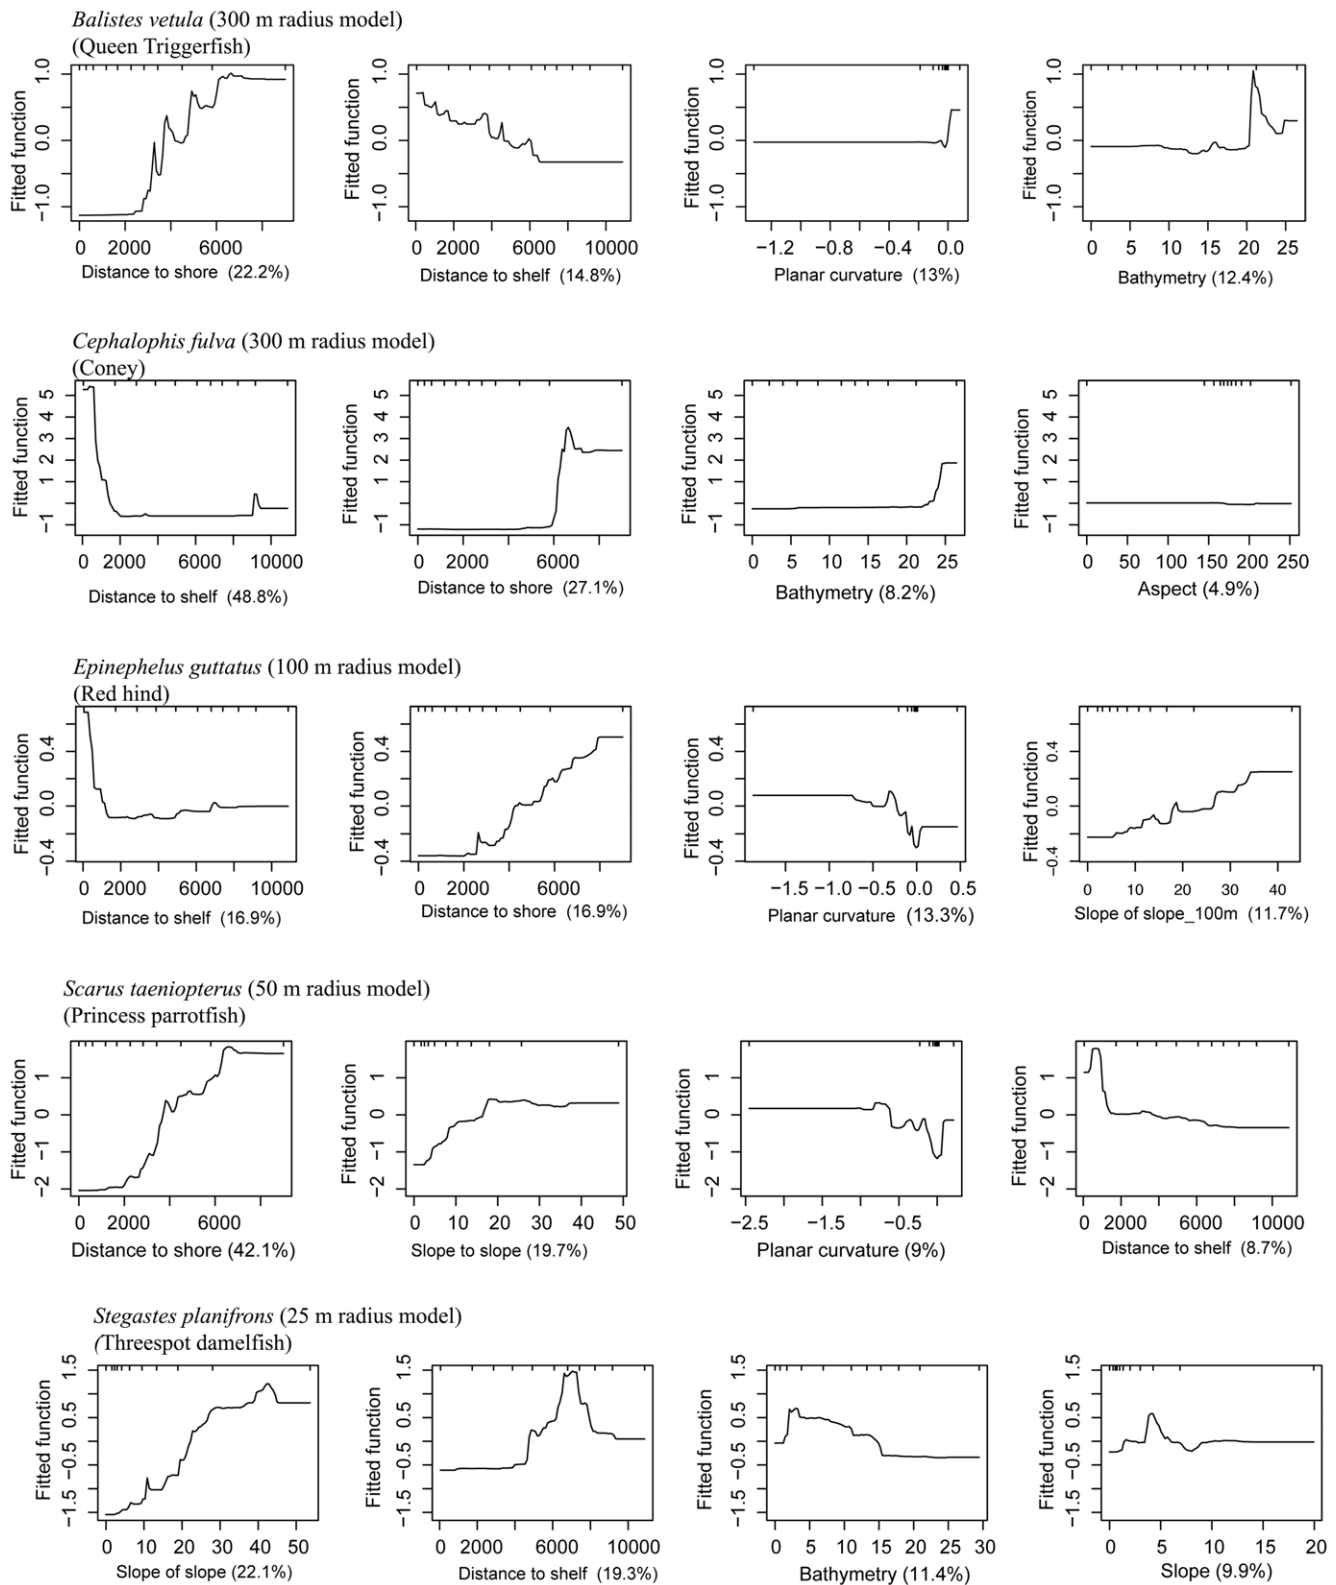 Balistes vetula (300 m radius model)
(Queen Triggerfish)
Fitted function
−1.0 0.0 1.0
0 2000 6000
Distance to shore (22.2%)
Fitted function
−1.0 0.0 1.0
0 2000 6000 10000
Distance to shelf (14.8%)
Fitted function
−1.0 0.0 1.0
−1.2 −0.8 −0.4 0.0
Planar curvature (13%)
Fitted function
−1.0 0.0 1.0
0 5 10 15 20 25
Bathymetry (12.4%)
Cephalophis fulva (300 m radius model)
(Coney)
Fitted function
−1 1 2 3 4 5
0 2000 6000 10000
Distance to shelf (48.8%)
Fitted function
−1 1 2 3 4 5
0 2000 6000
Distance to shore (27.1%)
Fitted function
−1 1 2 3 4 5
0 5 10 15 20 25
Bathymetry (8.2%)
Fitted function
−1 1 2 3 4 5
0 50 100 150 200 250
Aspect (4.9%)
Epinephelus guttatus (100 m radius model)
(Red hind)
Fitted function
−0.4 0.0 0.4
0 2000 6000 10000
Distance to shelf (16.9%)
Fitted function
−0.4 0.0 0.4
0 2000 6000
Distance to shore (16.9%)
Fitted function
−0.4 0.0 0.4
−1.5 −1.0 −0.5 0.0 0.5
Planar curvature (13.3%)
Fitted function
−0.4 0.0 0.4
0 10 20 30 40
Slope of slope_100m (11.7%)
Scarus taeniopterus (50 m radius model)
(Princess parrotfish)
Fitted function
−2 −1 0 1
0 2000 6000
Distance to shore (42.1%)
Fitted function
−2 −1 0 1
0 10 20 30 40 50
Slope to slope (19.7%)
Fitted function
−2 −1 0 1
−2.5 −1.5 −0.5
Planar curvature (9%)
Fitted function
−2 −1 0 1
0 2000 6000 10000
Distance to shelf (8.7%)
Stegastes planifrons (25 m radius model)
(Threespot damelfish)
Fitted function
−1.5 −0.5 0.5 1.5
0 10 20 30 40 50
Slope of slope (22.1%)
Fitted function
−1.5 −0.5 0.5 1.5
0 2000 6000 10000
Distance to shelf (19.3%)
Fitted function
−1.5 −0.5 0.5 1.5
0 5 10 15 20 25 30
Bathymetry (11.4%)
Fitted function
−1.5 −0.5 0.5 1.5
0 5 10 15 20
Slope (9.9%)